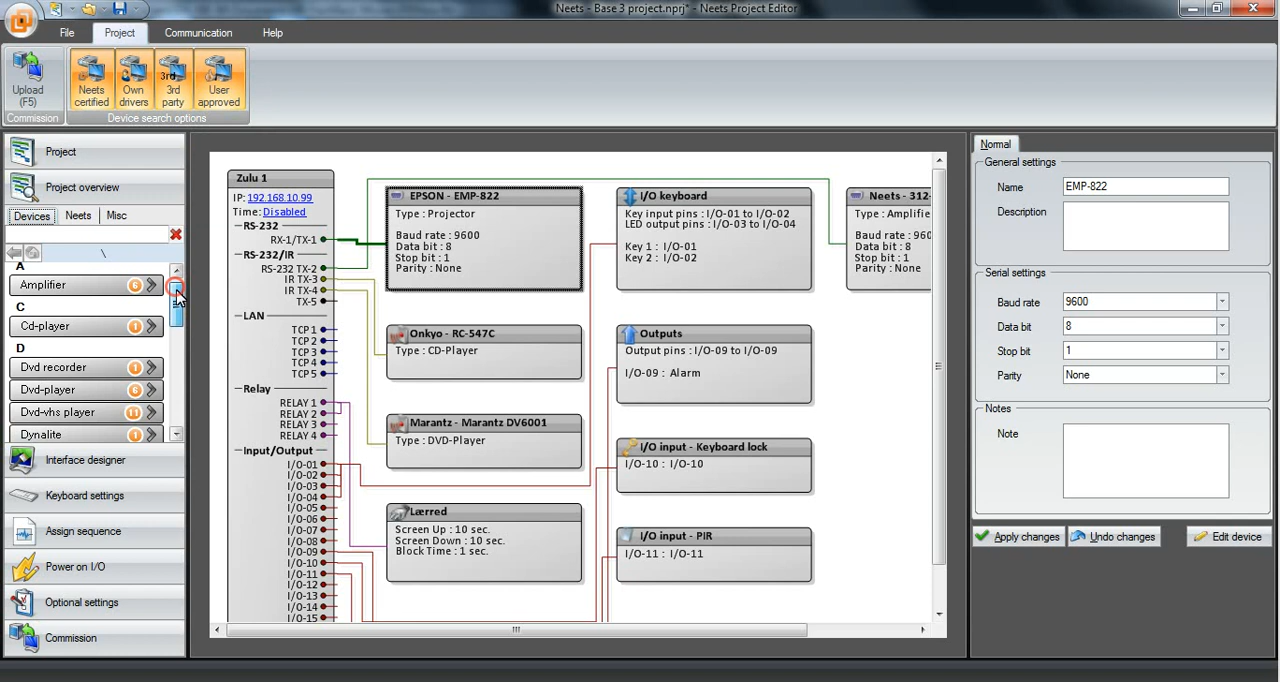 Neets - Base 3 project.nprj* - Neets Project Editor
File
Project
Communication
Help
Upload
(F5)
Neets
certified
Own
drivers
3rd
3rd
party
User
approved
Commission
Device search options
Project
Project overview
Devices
Neets
Misc
\
A
Amplifier 6
C
Cd-player 1
D
Dvd recorder 1
Dvd-player 6
Dvd-vhs player 11
Dynalite 1
Interface designer
Keyboard settings
Assign sequence
Power on I/O
Optional settings
Commission
Zulu 1
IP: 192.168.10.99
Time: Disabled
RS-232
RX-1/TX-1
RS-232/IR
RS-232 TX-2
IR TX-3
IR TX-4
TX-5
LAN
TCP 1
TCP 2
TCP 3
TCP 4
TCP 5
Relay
RELAY 1
RELAY 2
RELAY 3
RELAY 4
Input/Output
I/O-01
I/O-02
I/O-03
I/O-04
I/O-05
I/O-06
I/O-07
I/O-08
I/O-09
I/O-10
I/O-11
I/O-12
I/O-13
I/O-14
I/O-15
EPSON - EMP-822
Type : Projector
Baud rate : 9600
Data bit : 8
Stop bit : 1
Parity : None
Onkyo - RC-547C
Type : CD-Player
Marantz - Marantz DV6001
Type : DVD-Player
Lærred
Screen Up : 10 sec.
Screen Down : 10 sec.
Block Time : 1 sec.
I/O keyboard
Key input pins : I/O-01 to I/O-02
LED output pins : I/O-03 to I/O-04
Key 1 : I/O-01
Key 2 : I/O-02
Outputs
Output pins : I/O-09 to I/O-09
I/O-09 : Alarm
I/O input - Keyboard lock
I/O-10 : I/O-10
I/O input - PIR
I/O-11 : I/O-11
Neets - 312-
Type : Amplifie
Baud rate : 960
Data bit : 8
Stop bit : 1
Parity : None
Normal
General settings
Name EMP-822
Description
Serial settings
Baud rate 9600
Data bit 8
Stop bit 1
Parity None
Notes
Note
Apply changes
Undo changes
Edit device